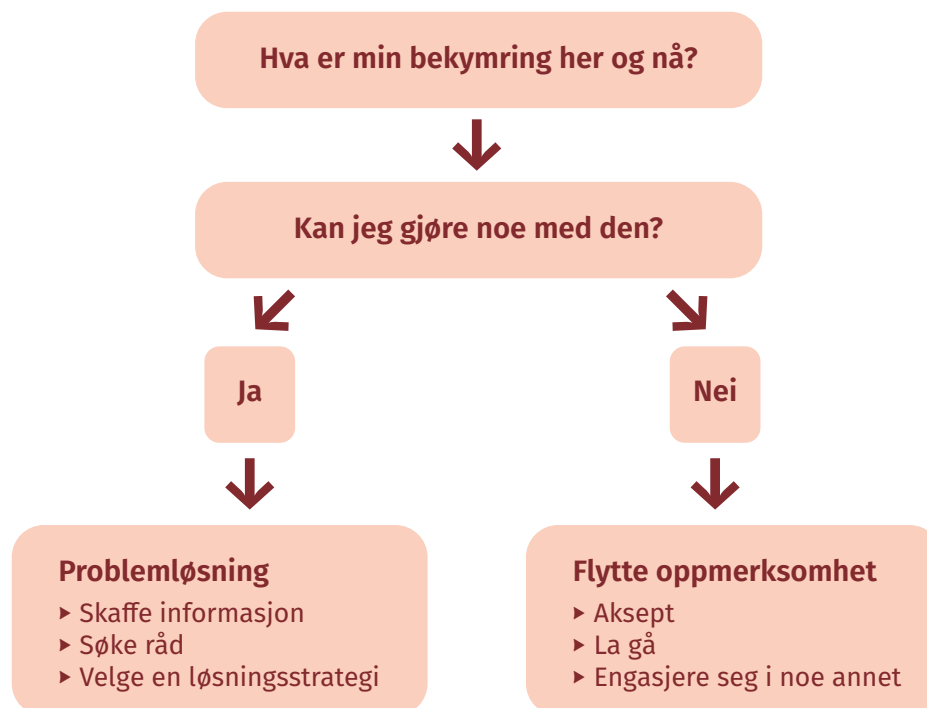 Hva er min bekymring her og nå?
Kan jeg gjøre noe med den?
Ja
Nei
Problemløsning
▸ Skaffe informasjon
▸ Søke råd
▸ Velge en løsningsstrategi
Flytte oppmerksomhet
▸ Aksept
▸ La gå
▸ Engasjere seg i noe annet